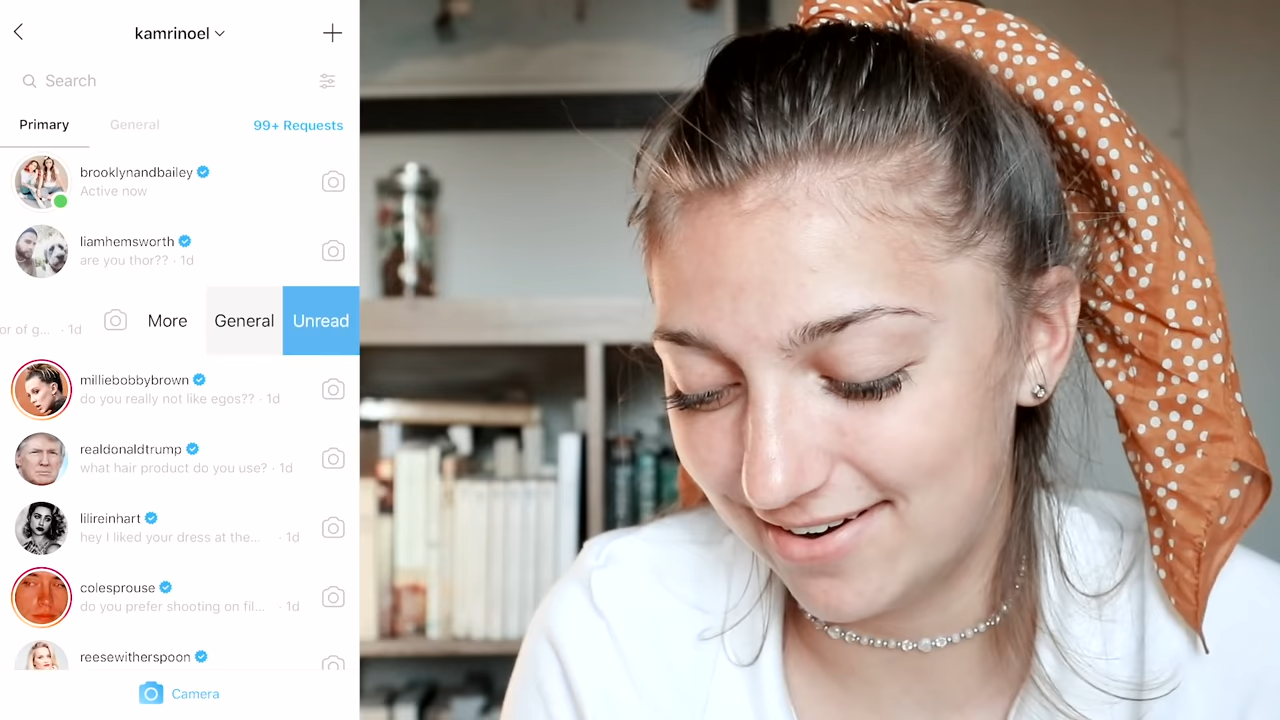 kamrinoel
Search
Primary
General
99+ Requests
brooklynandbailey
Active now
liamhemsworth
are you thor?? · 1d
or of g... · 1d
More
General
Unread
milliebobbybrown
do you really not like egos?? · 1d
realdonaldtrump
what hair product do you use? · 1d
lilireinhart
hey I liked your dress at the... · 1d
colesprouse
do you prefer shooting on fil... · 1d
reesewitherspoon
Camera